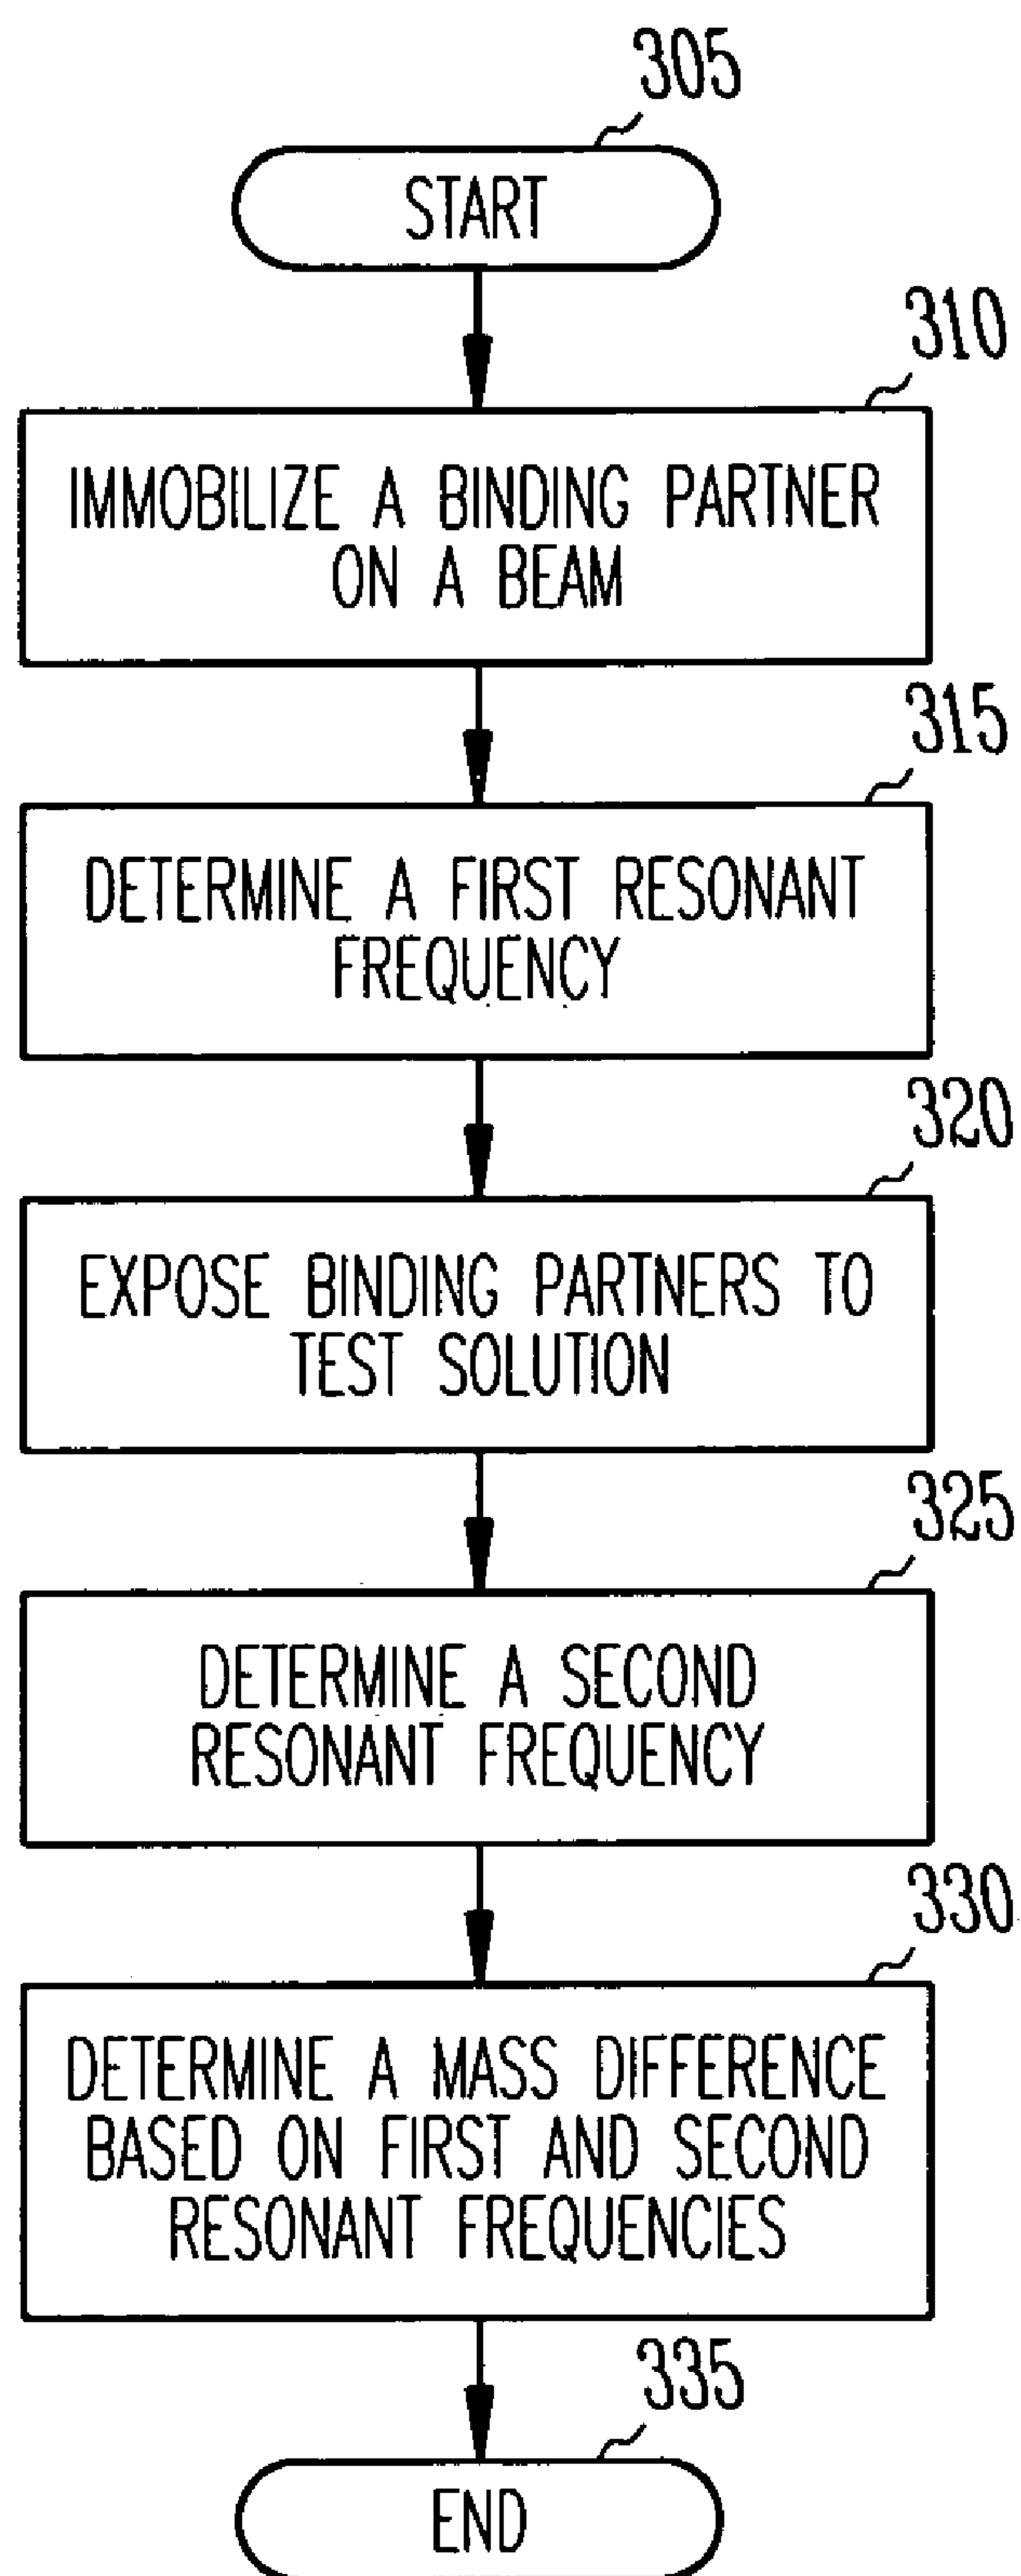 305
START
310
IMMOBILIZE A BINDING PARTNER
ON A BEAM
315
DETERMINE A FIRST RESONANT
FREQUENCY
320
EXPOSE BINDING PARTNERS TO
TEST SOLUTION
325
DETERMINE A SECOND
RESONANT FREQUENCY
330
DETERMINE A MASS DIFFERENCE
BASED ON FIRST AND SECOND
RESONANT FREQUENCIES
335
END